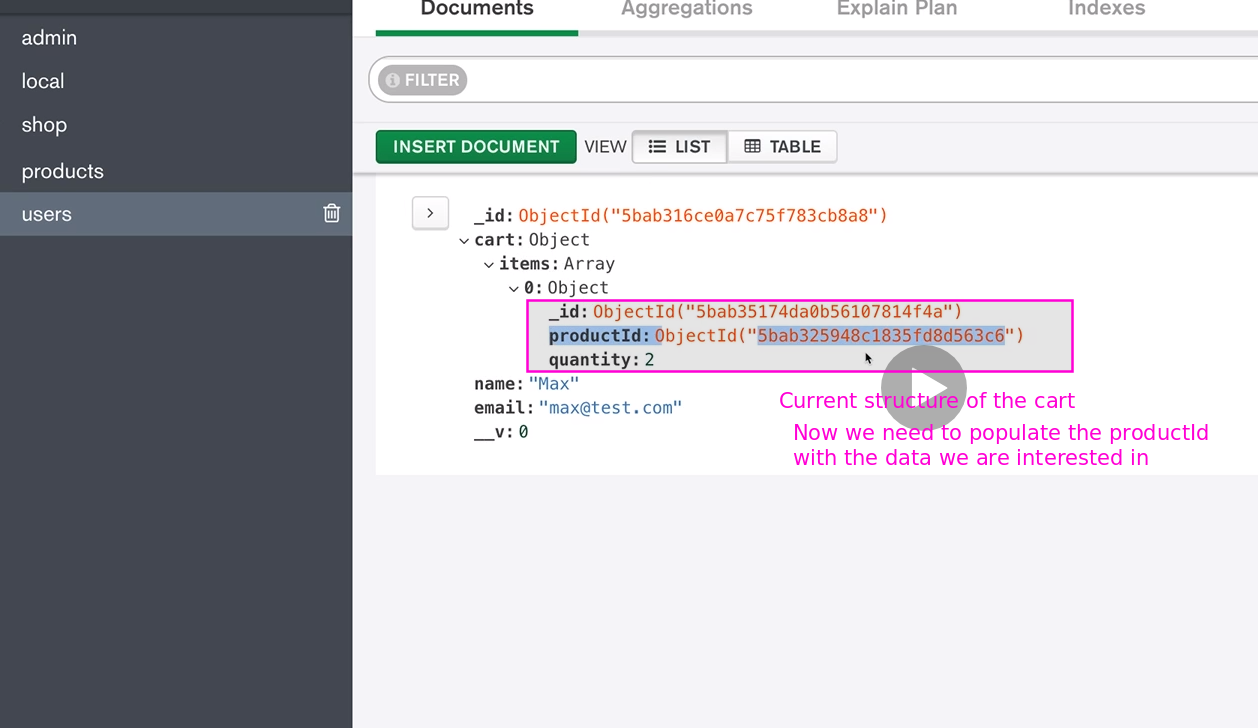 Documents
Aggregations
Explain Plan
Indexes
admin
local
shop
products
users
FILTER
INSERT DOCUMENT
VIEW
LIST
TABLE
_id: ObjectId("5bab316ce0a7c75f783cb8a8")
cart: Object
items: Array
0: Object
_id: ObjectId("5bab35174da0b56107814f4a")
productId: ObjectId("5bab325948c1835fd8d563c6")
quantity: 2
name: "Max"
email: "max@test.com"
__v: 0
Current structure of the cart
Now we need to populate the productId
with the data we are interested in